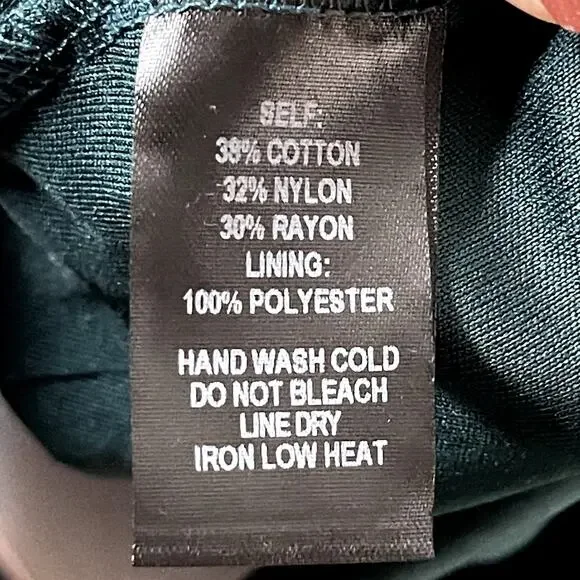 SELF:
38% COTTON
32% NYLON
30% RAYON
LINING:
100% POLYESTER
HAND WASH COLD
DO NOT BLEACH
LINE DRY
IRON LOW HEAT